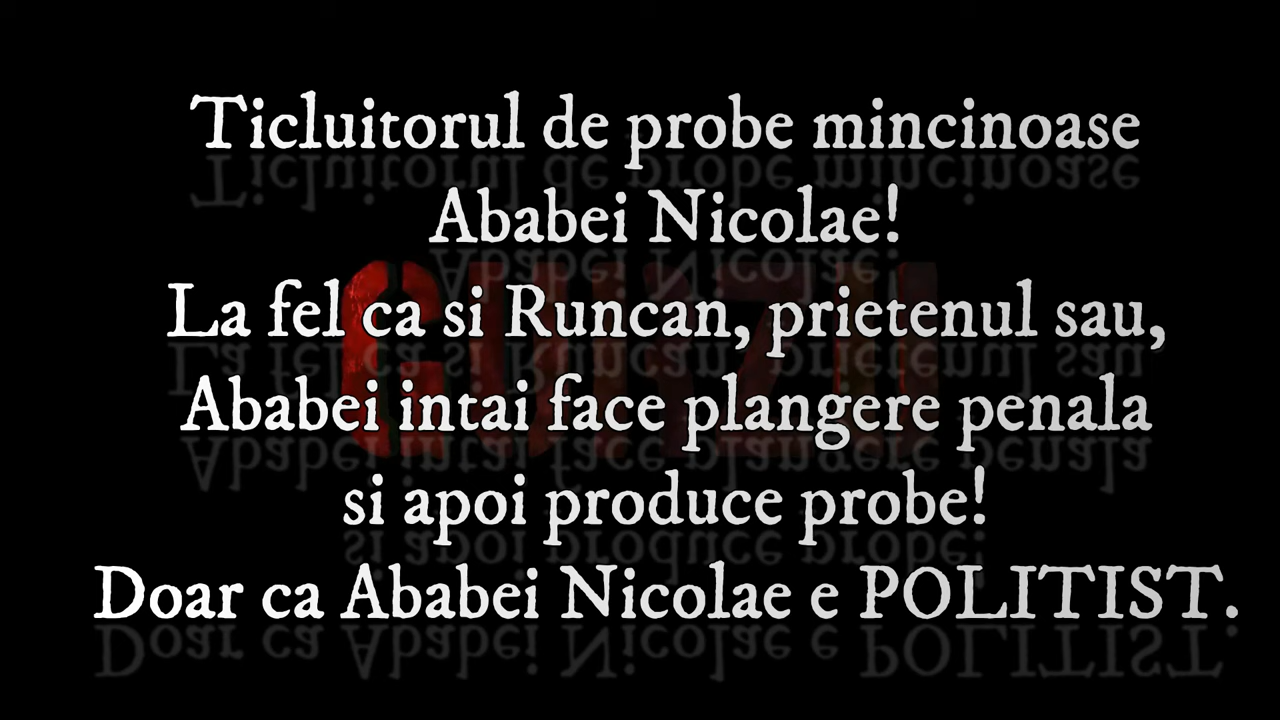 Ticluitorul de probe mincinoase
Ababei Nicolae!
La fel ca si Runcan, prietenul sau,
Ababei intai face plangere penala
si apoi produce probe!
Doar ca Ababei Nicolae e POLITIST.